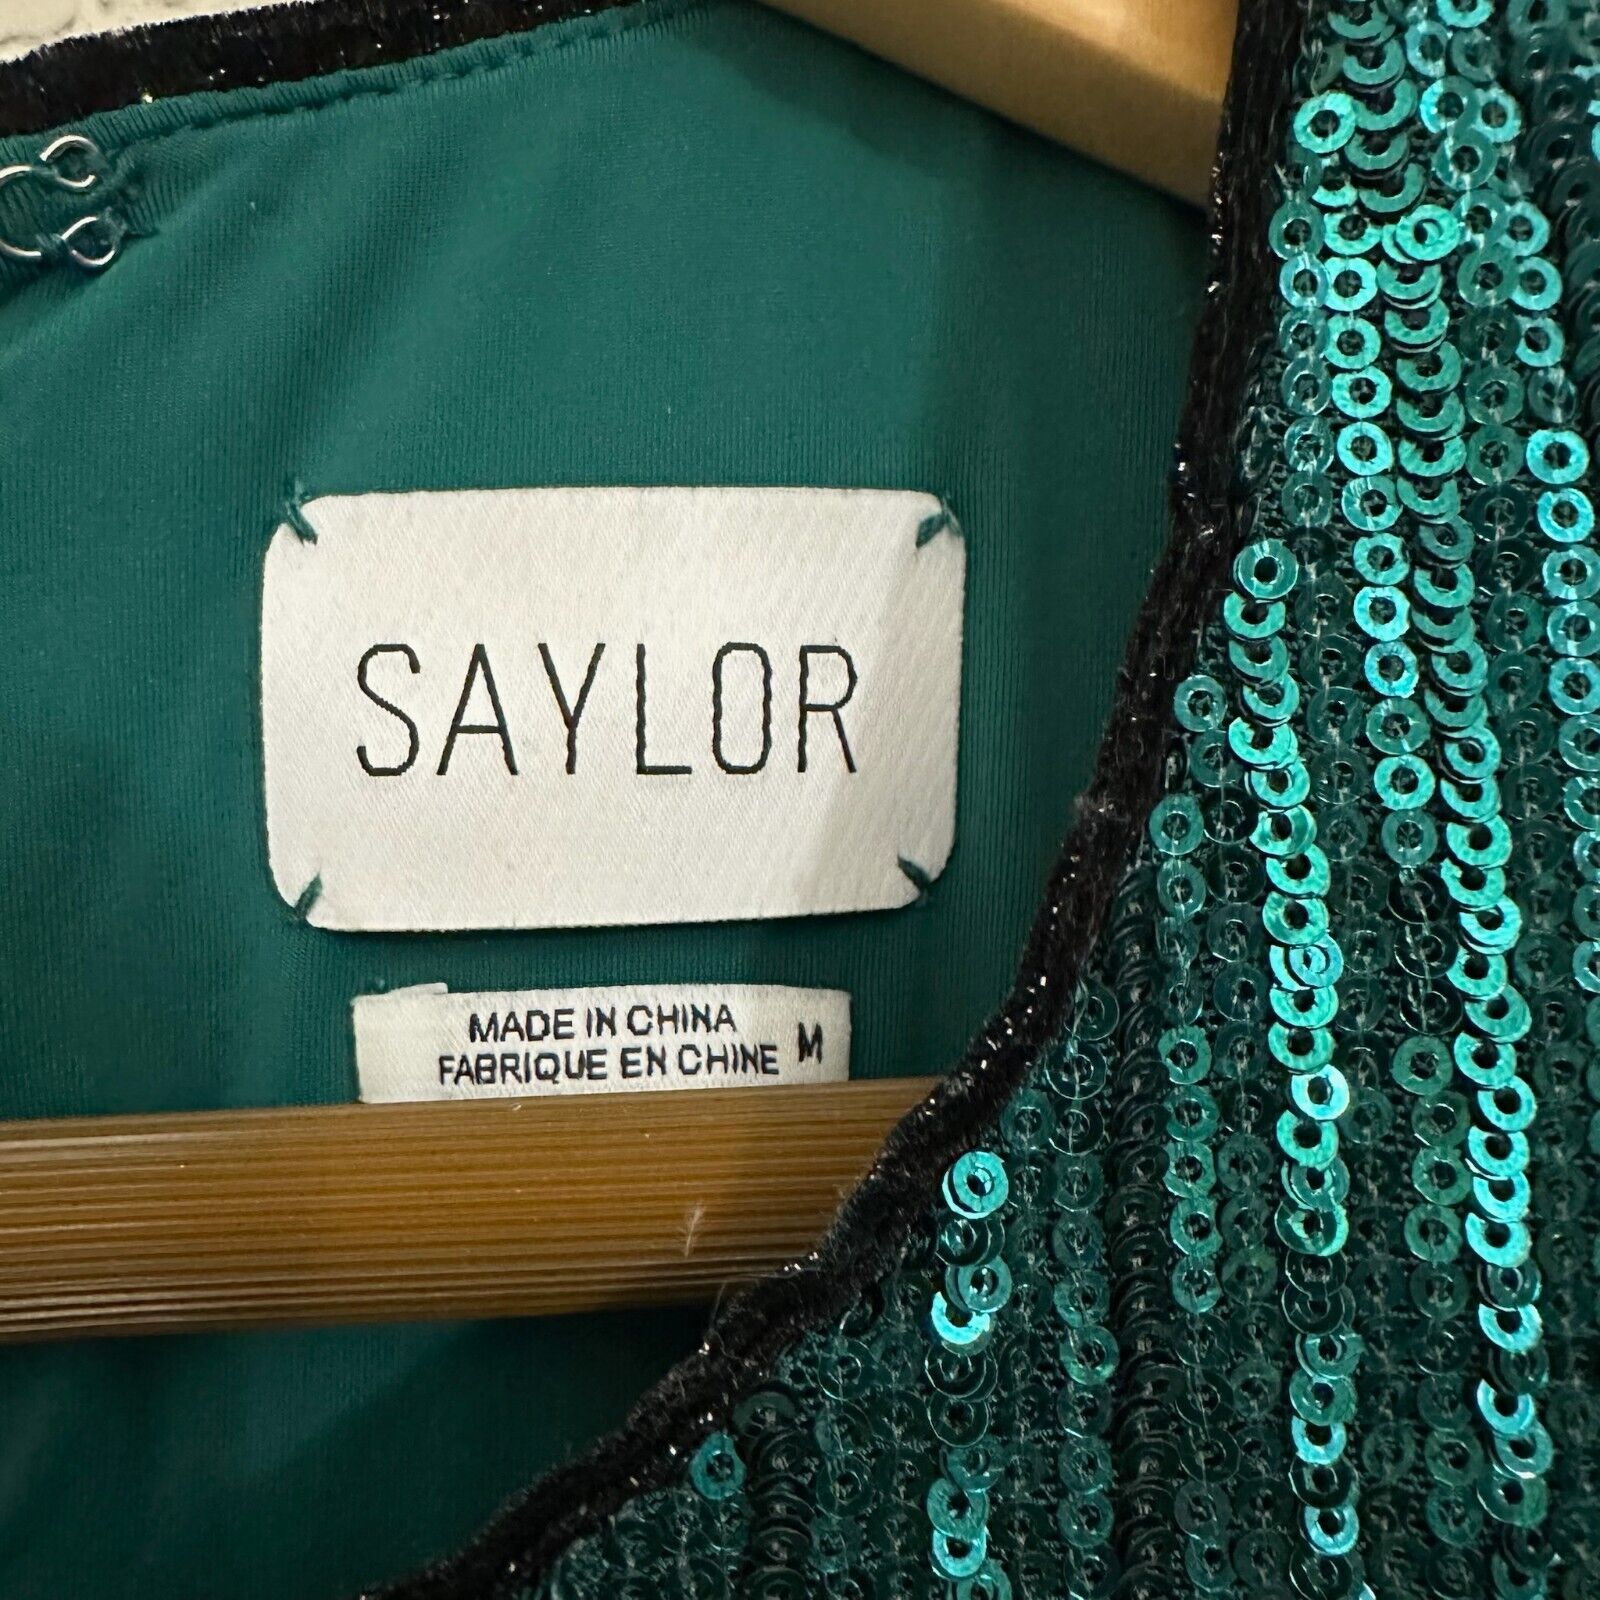 SAYLOR
MADE IN CHINA
FABRIQUE EN CHINE M